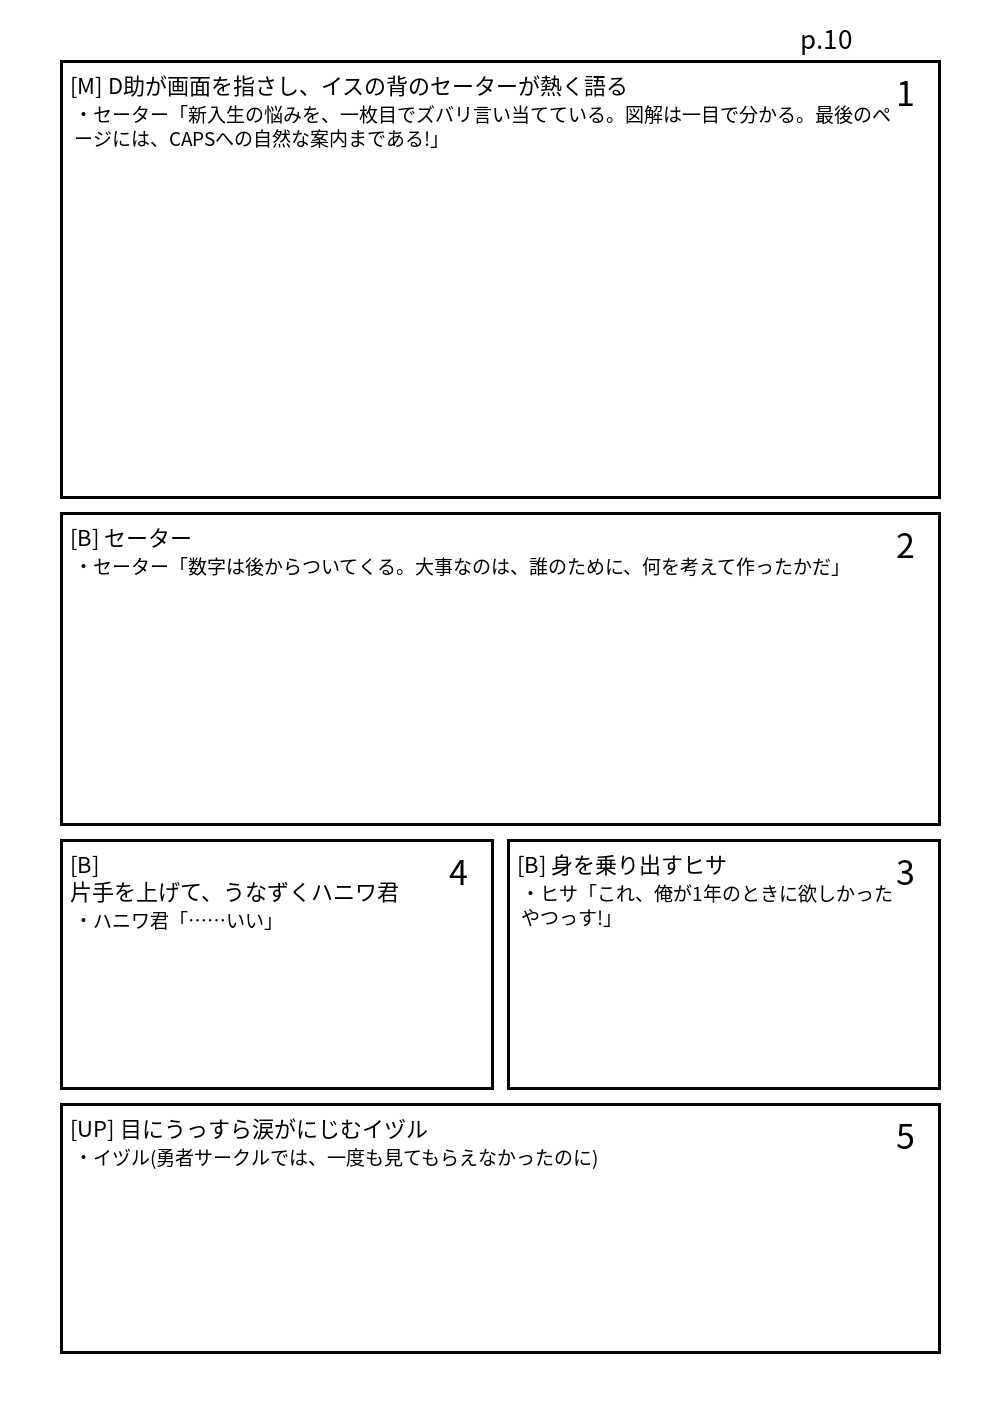 p.10
[M] D助が画面を指さし、イスの背のセーターが熱く語る
1
・セーター「新入生の悩みを、一枚目でズバリ言い当てている。図解は一目で分かる。最後のペ
ージには、CAPSへの自然な案内まである!」
[B] セーター
2
・セーター「数字は後からついてくる。大事なのは、誰のために、何を考えて作ったかだ」
[B] 身を乗り出すヒサ
3
・ヒサ「これ、俺が1年のときに欲しかった
やつっす!」
[B]
4
片手を上げて、うなずくハニワ君
・ハニワ君「……いい」
[UP] 目にうっすら涙がにじむイヅル
5
・イヅル(勇者サークルでは、一度も見てもらえなかったのに)